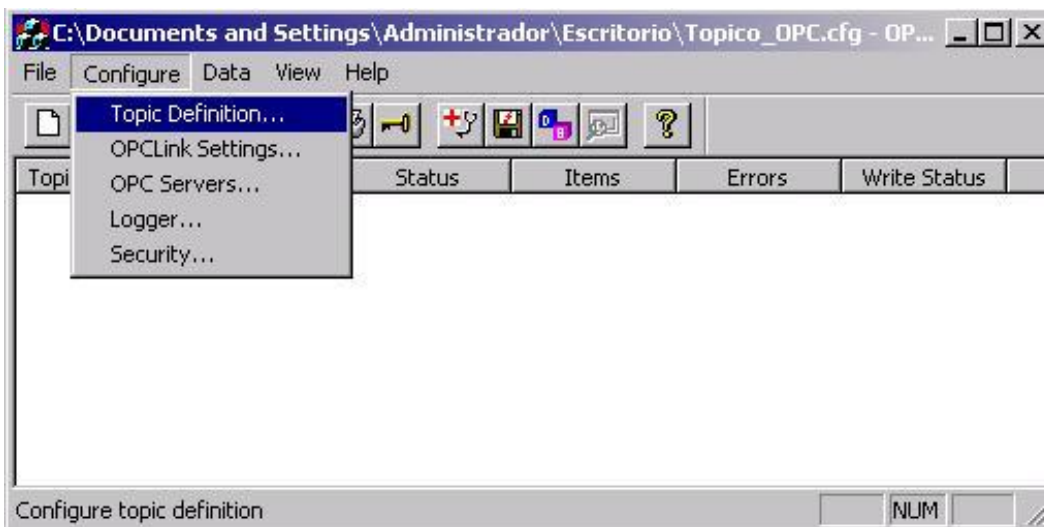 C:\Documents and Settings\Administrador\Escritorio\Topico_OPC.cfg - OP...
File Configure Data View Help
Topic Definition...
OPCLink Settings...
OPC Servers...
Logger...
Security...
Topi Status Items Errors Write Status
Configure topic definition NUM